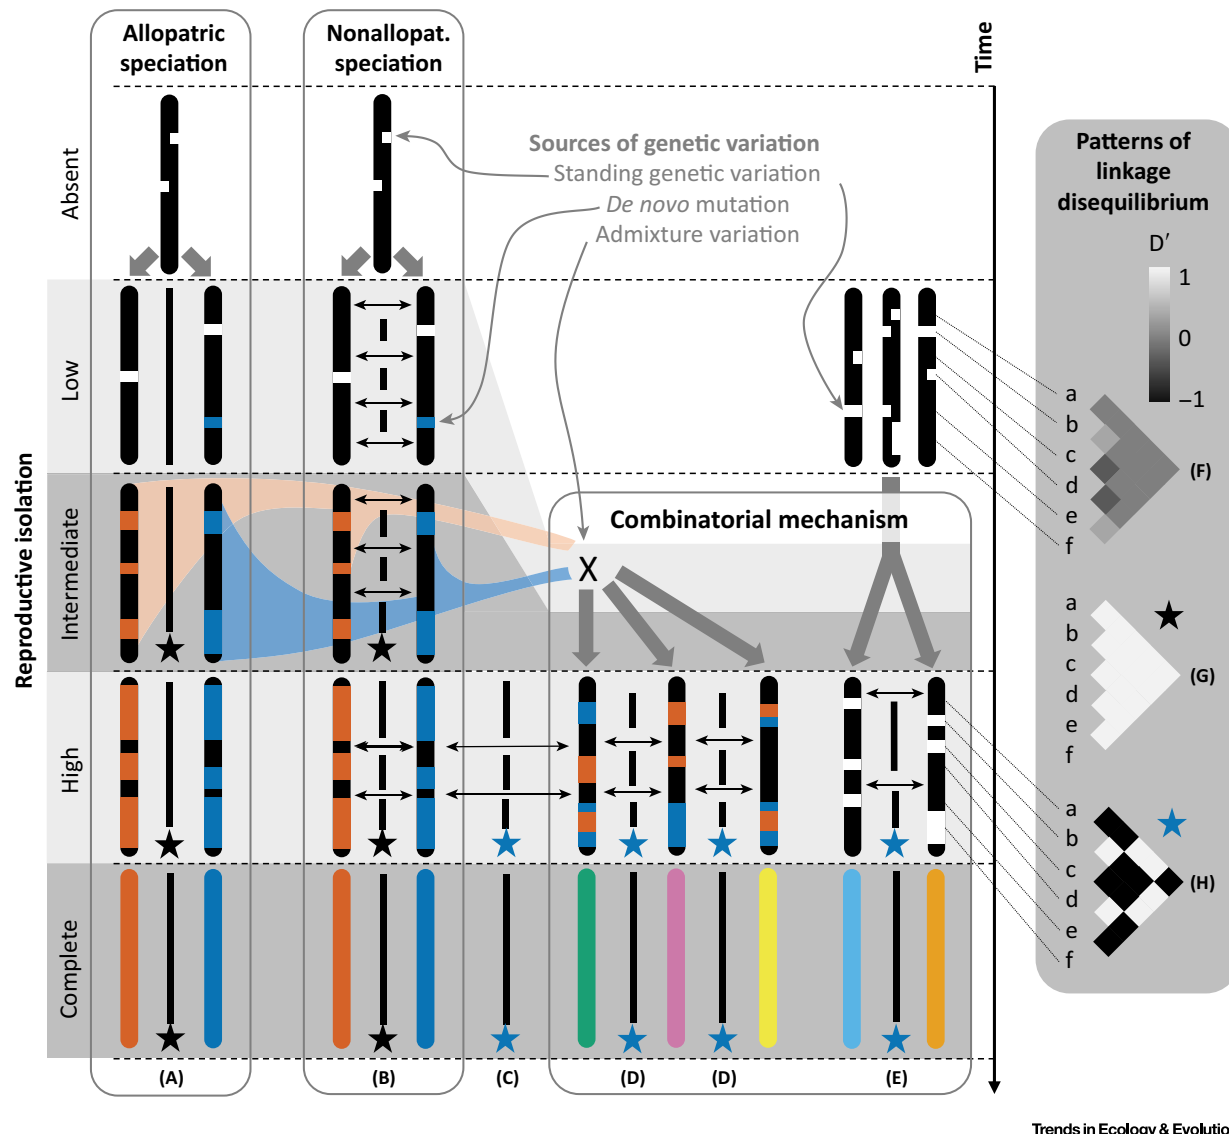 Allopatric
speciation
Nonallopat.
speciation
Time
Absent
Sources of genetic variation
Standing genetic variation
De novo mutation
Admixture variation
Patterns of
linkage
disequilibrium
D′
1
0
−1
Low
a
b
c
d
e
f
(F)
Reproductive isolation
Intermediate
Combinatorial mechanism
X
a
b
c
d
e
f
(G)
High
a
b
c
d
e
f
(H)
Complete
(A)
(B)
(C)
(D)
(D)
(E)
Trends in Ecology & Evolutio